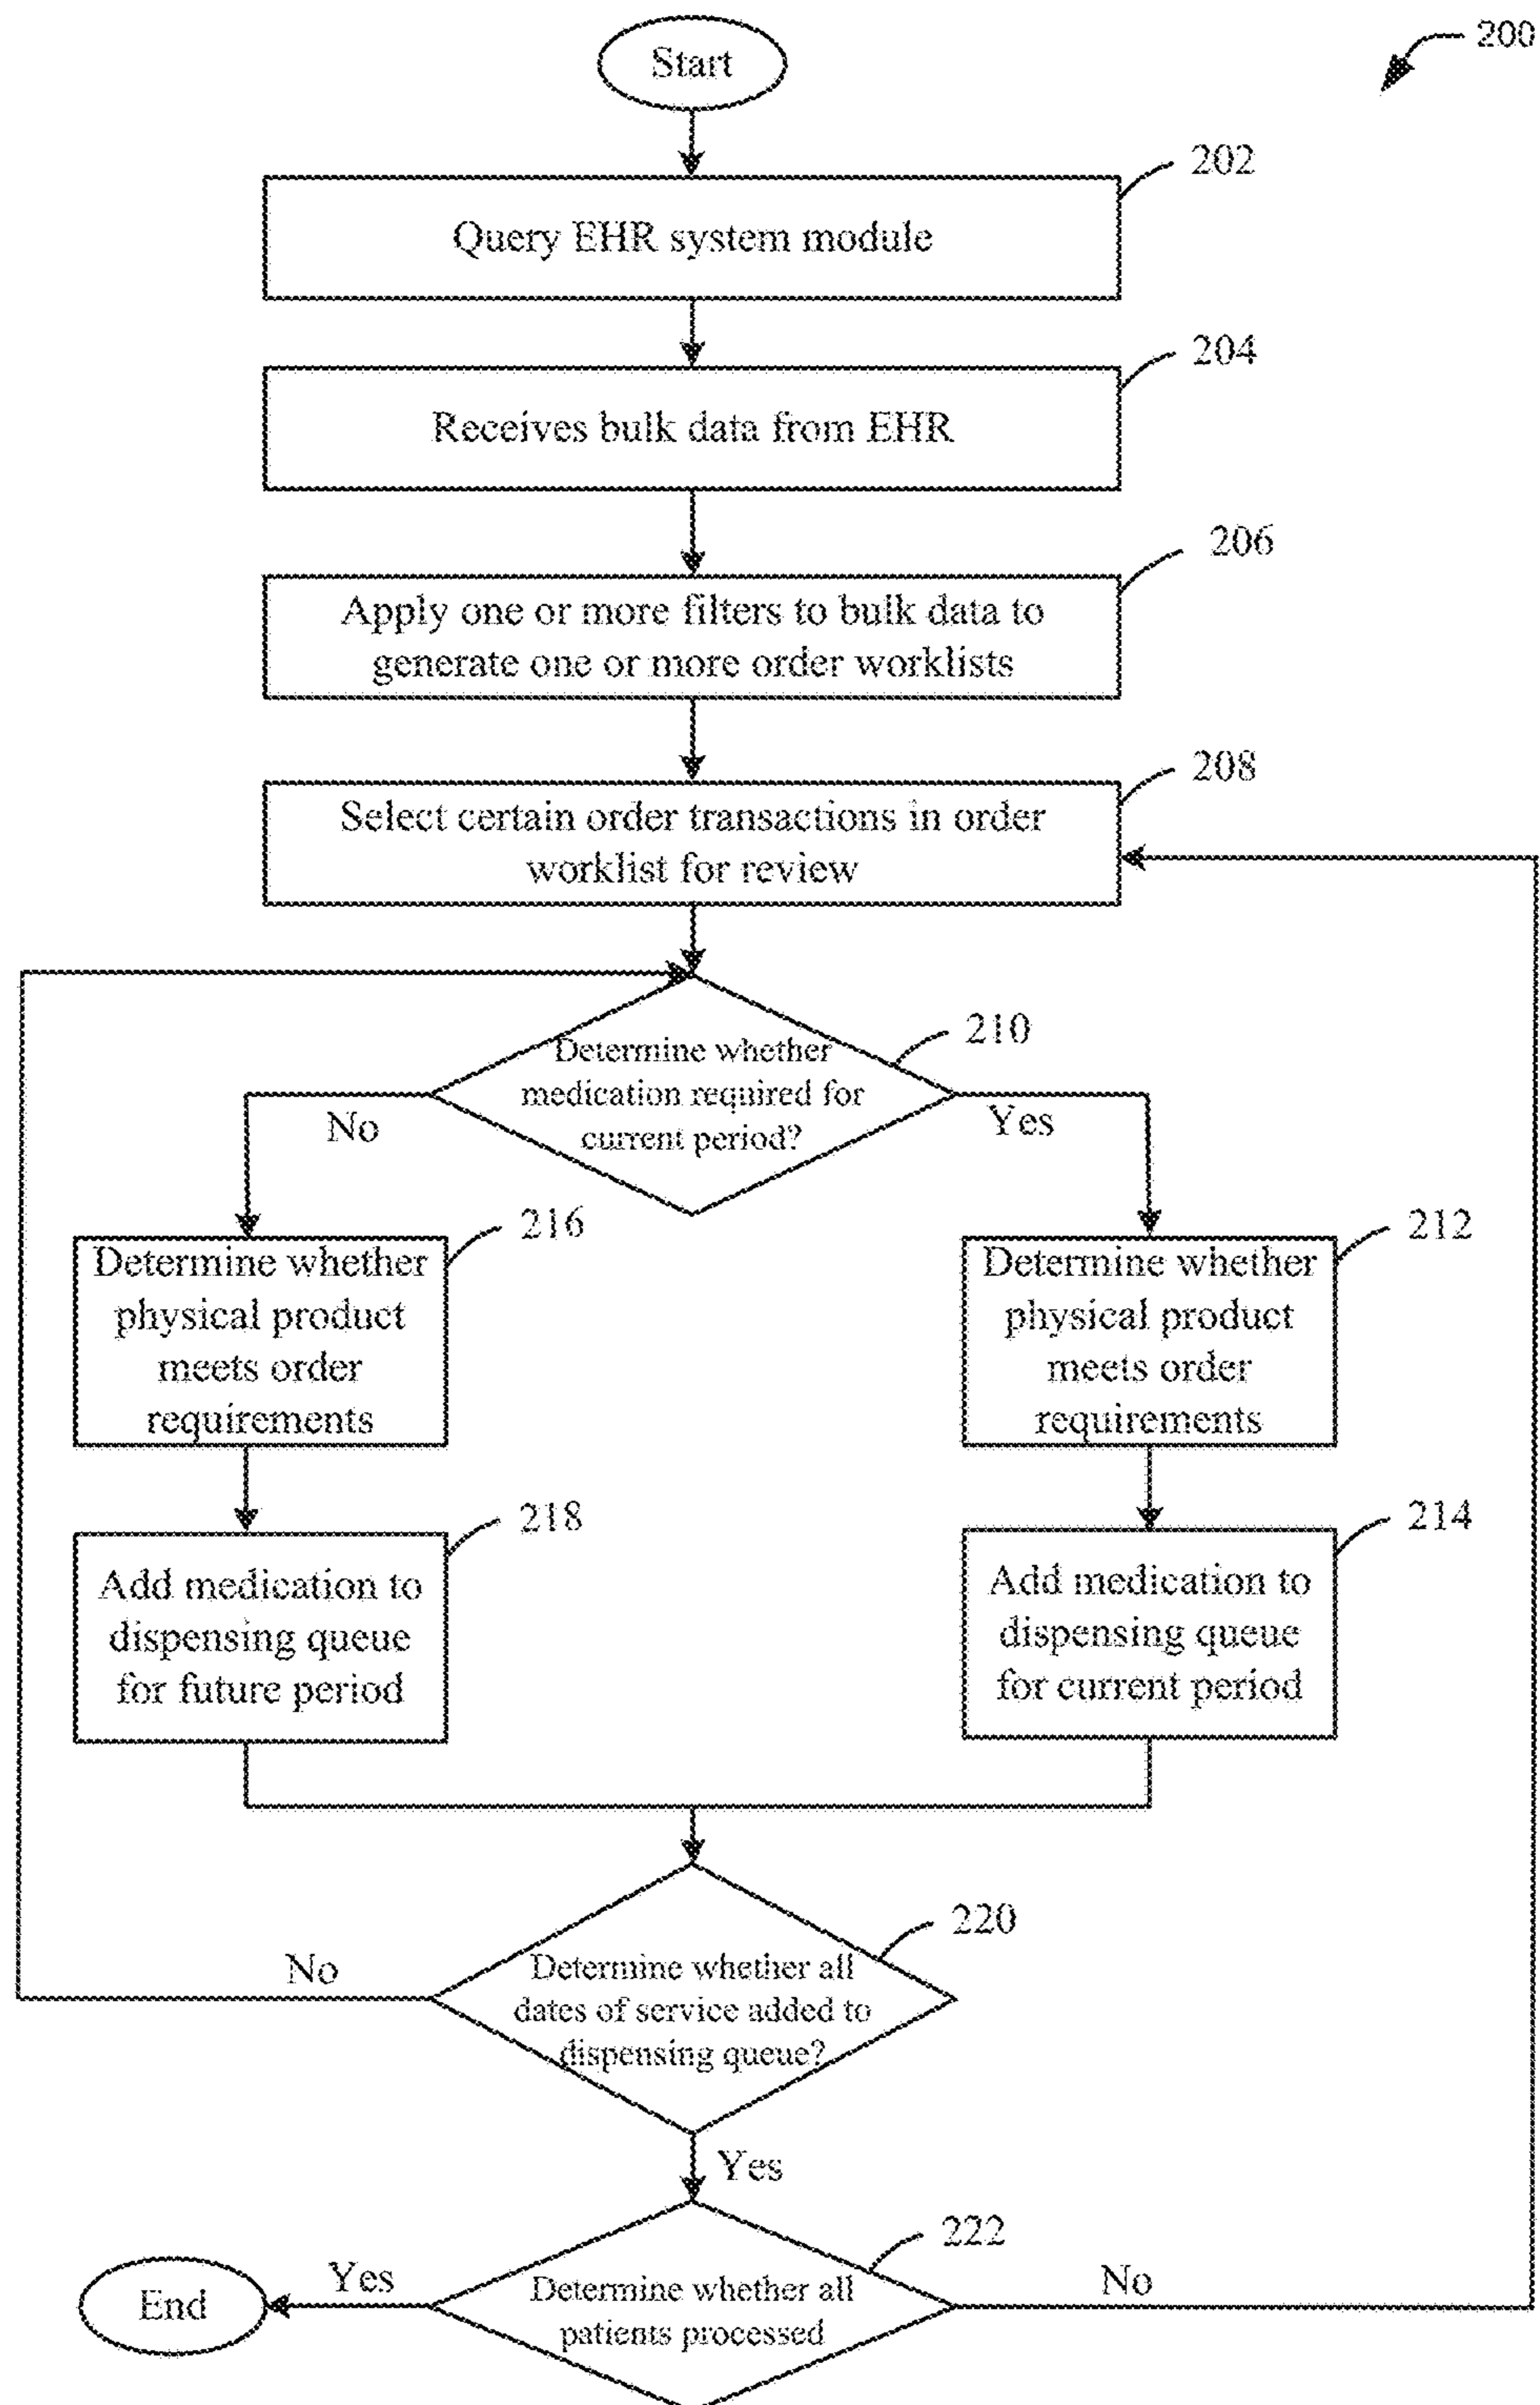 200
Start
202
Query EHR system module
204
Receives bulk data from EHR
206
Apply one or more filters to bulk data to
generate one or more order worklists
208
Select certain order transactions in order
worklist for review
210
Determine whether
medication required for
current period?
No
Yes
216
Determine whether
physical product
meets order
requirements
212
Determine whether
physical product
meets order
requirements
218
Add medication to
dispensing queue
for future period
214
Add medication to
dispensing queue
for current period
220
Determine whether all
dates of service added to
dispensing queue?
No
Yes
222
Determine whether all
patients processed
Yes
No
End